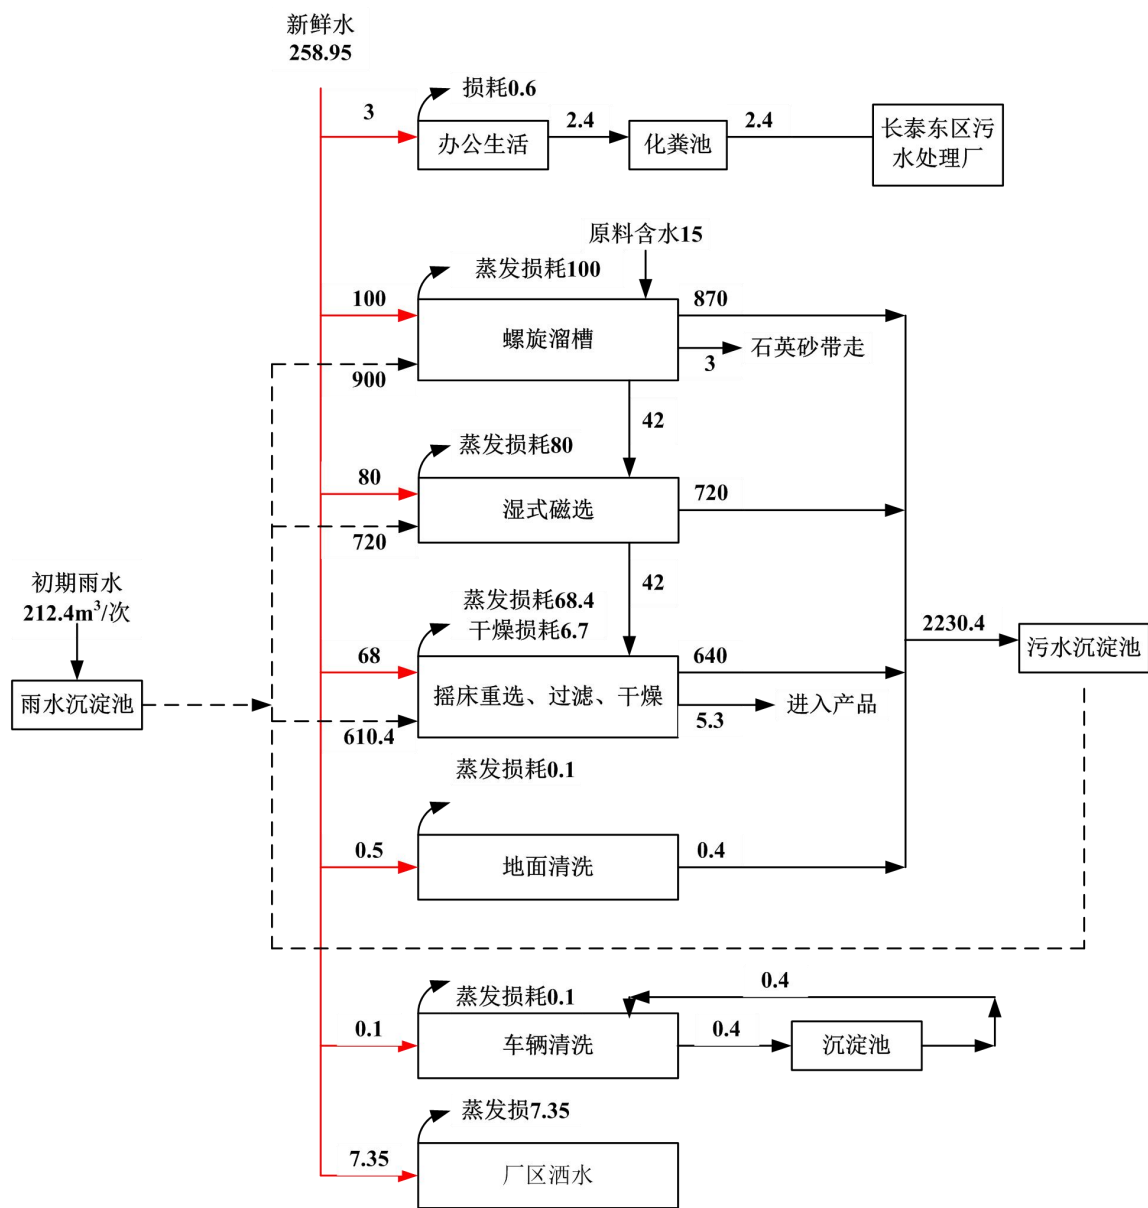 新鲜水
258.95
损耗0.6
3
办公生活
2.4
化粪池
2.4
长泰东区污
水处理厂
原料含水15
蒸发损耗100
100
螺旋溜槽
870
石英砂带走
3
900
42
蒸发损耗80
80
湿式磁选
720
720
42
初期雨水
212.4m³/次
雨水沉淀池
蒸发损耗68.4
干燥损耗6.7
68
摇床重选、过滤、干燥
640
进入产品
5.3
610.4
2230.4
污水沉淀池
蒸发损耗0.1
0.5
地面清洗
0.4
蒸发损耗0.1
0.4
0.1
车辆清洗
0.4
沉淀池
蒸发损7.35
7.35
厂区洒水